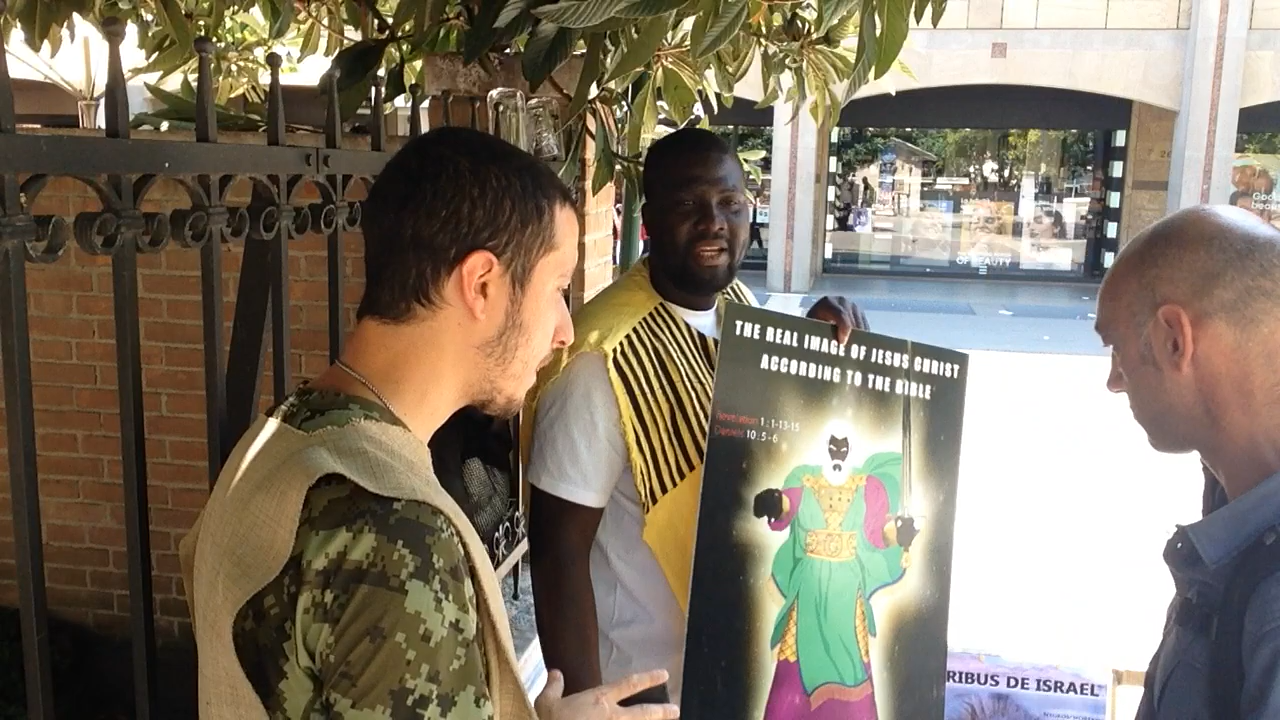 THE REAL IMAGE OF JESUS CHRIST
ACCORDING TO THE BIBLE
Revelation 1:1-13-15
Daniels 10:5-6
RIBUS DE ISRAEL
OF BEAUTY